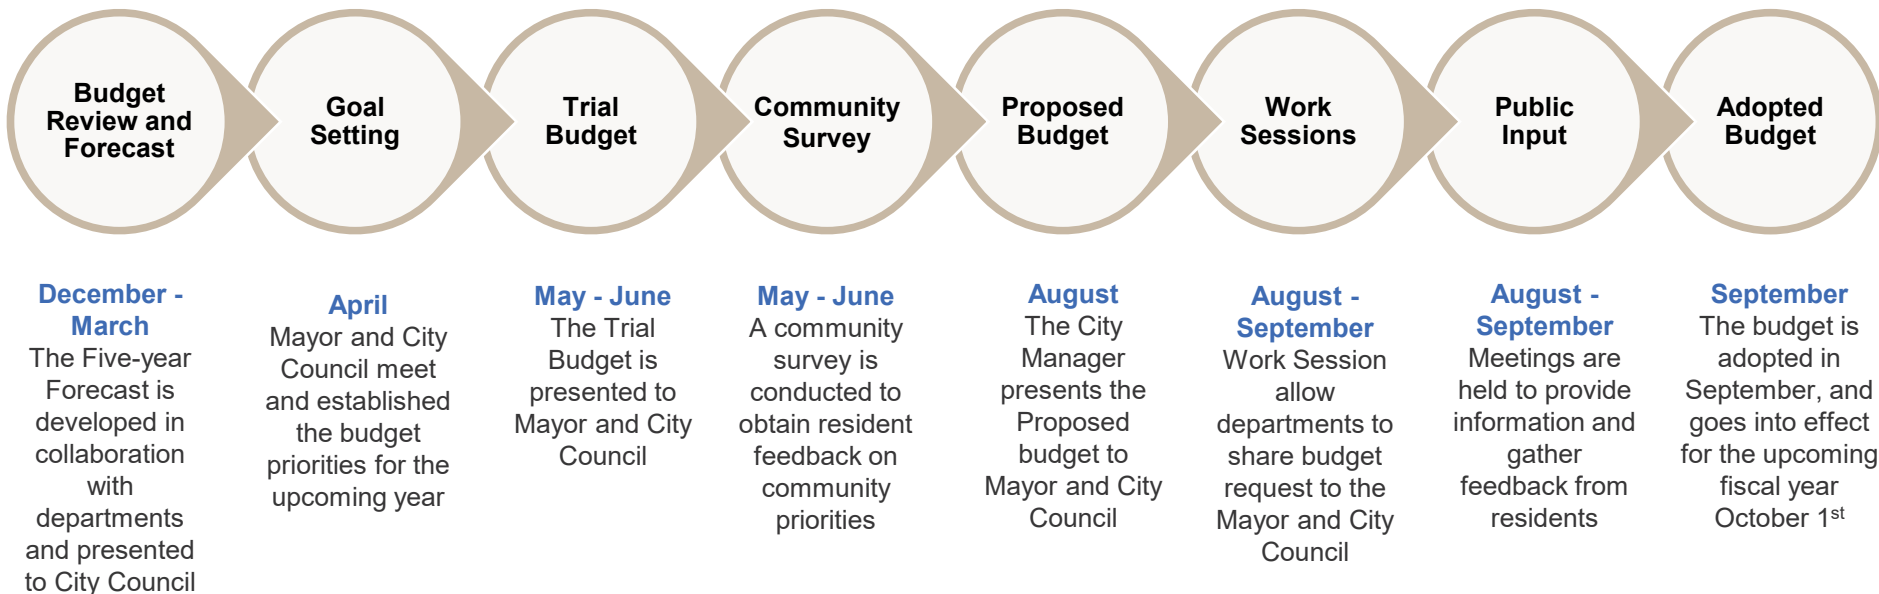 Budget
Review and
Forecast
Goal
Setting
Trial
Budget
Community
Survey
Proposed
Budget
Work
Sessions
Public
Input
Adopted
Budget
December -
March
The Five-year
Forecast is
developed in
collaboration
with
departments
and presented
to City Council
April
Mayor and City
Council meet
and established
the budget
priorities for the
upcoming year
May - June
The Trial
Budget is
presented to
Mayor and City
Council
May - June
A community
survey is
conducted to
obtain resident
feedback on
community
priorities
August
The City
Manager
presents the
Proposed
budget to
Mayor and City
Council
August -
September
Work Session
allow
departments to
share budget
request to the
Mayor and City
Council
August -
September
Meetings are
held to provide
information and
gather
feedback from
residents
September
The budget is
adopted in
September, and
goes into effect
for the upcoming
fiscal year
October 1st